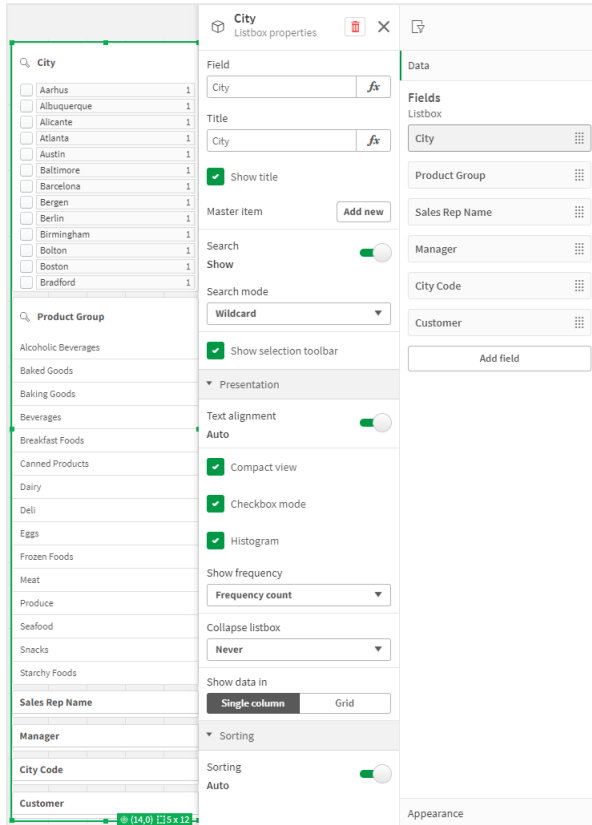 City
Aarhus 1
Albuquerque 1
Alicante 1
Atlanta 1
Austin 1
Baltimore 1
Barcelona 1
Bergen 1
Berlin 1
Birmingham 1
Bolton 1
Boston 1
Bradford 1
Product Group
Alcoholic Beverages
Baked Goods
Baking Goods
Beverages
Breakfast Foods
Canned Products
Dairy
Deli
Eggs
Frozen Foods
Meat
Produce
Seafood
Snacks
Starchy Foods
Sales Rep Name
Manager
City Code
Customer
(14,0) 5 x 12
City
Listbox properties
Field
City fx
Title
City fx
Show title
Master item Add new
Search
Show
Search mode
Wildcard
Show selection toolbar
Presentation
Text alignment
Auto
Compact view
Checkbox mode
Histogram
Show frequency
Frequency count
Collapse listbox
Never
Show data in
Single column Grid
Sorting
Sorting
Auto
Data
Fields
Listbox
City
Product Group
Sales Rep Name
Manager
City Code
Customer
Add field
Appearance